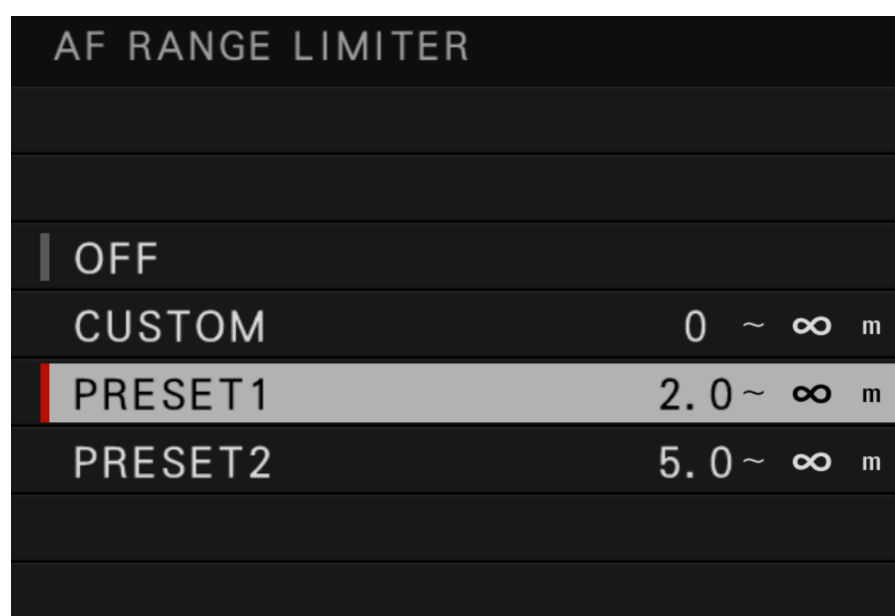 AF RANGE LIMITER
OFF
CUSTOM 0 ~ ∞ m
PRESET1 2.0~ ∞ m
PRESET2 5.0~ ∞ m